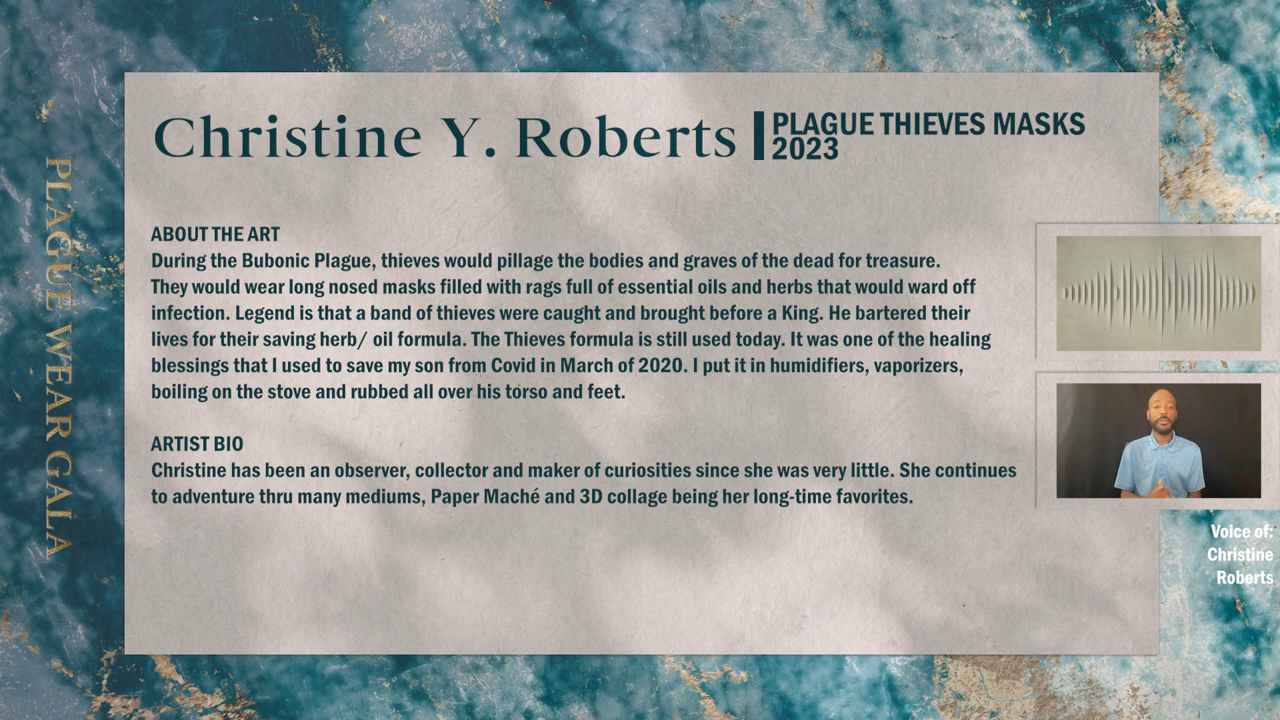 PLAGUE WEAR GALA
Christine Y. Roberts
PLAGUE THIEVES MASKS
2023
ABOUT THE ART
During the Bubonic Plague, thieves would pillage the bodies and graves of the dead for treasure.
They would wear long nosed masks filled with rags full of essential oils and herbs that would ward off
infection. Legend is that a band of thieves were caught and brought before a King. He bartered their
lives for their saving herb/ oil formula. The Thieves formula is still used today. It was one of the healing
blessings that I used to save my son from Covid in March of 2020. I put it in humidifiers, vaporizers,
boiling on the stove and rubbed all over his torso and feet.
ARTIST BIO
Christine has been an observer, collector and maker of curiosities since she was very little. She continues
to adventure thru many mediums, Paper Maché and 3D collage being her long-time favorites.
Voice of:
Christine
Roberts